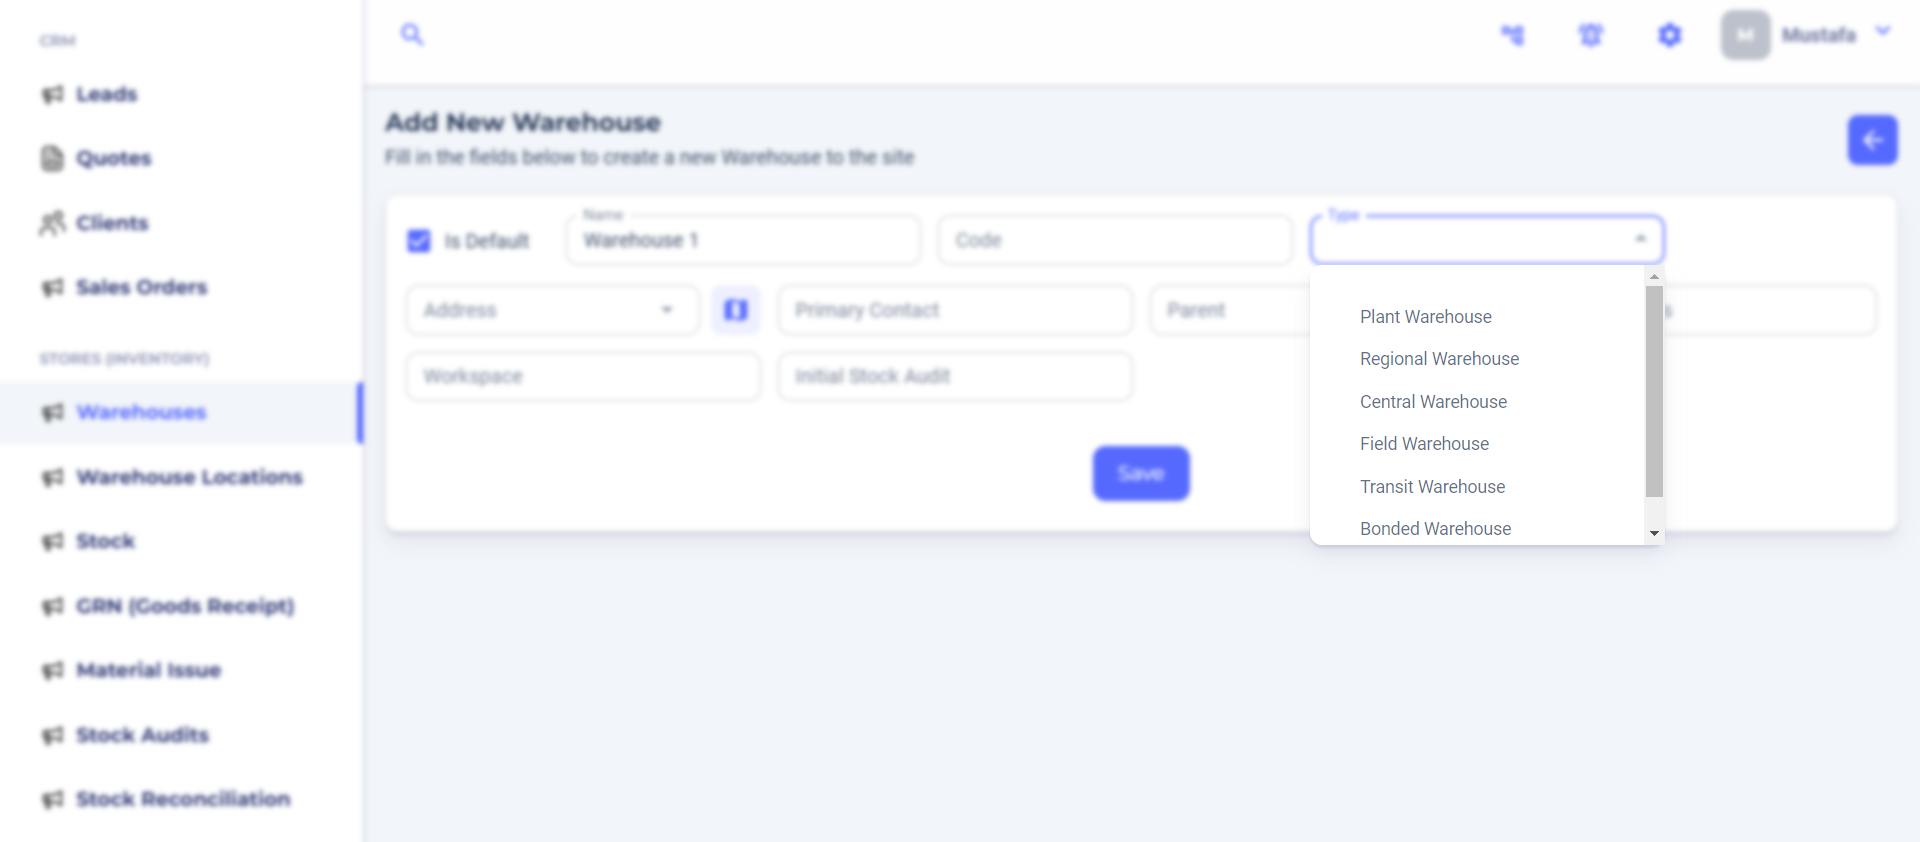 CRM
Leads
Quotes
Clients
Sales Orders
STORES (INVENTORY)
Warehouses
Warehouse Locations
Stock
GRN (Goods Receipt)
Material Issue
Stock Audits
Stock Reconciliation
M
Mustafa
Add New Warehouse
Fill in the fields below to create a new Warehouse to the site
Is Default
Name
Warehouse 1
Code
Type
Address
Primary Contact
Parent
Workspace
Initial Stock Audit
Save
Plant Warehouse
Regional Warehouse
Central Warehouse
Field Warehouse
Transit Warehouse
Bonded Warehouse